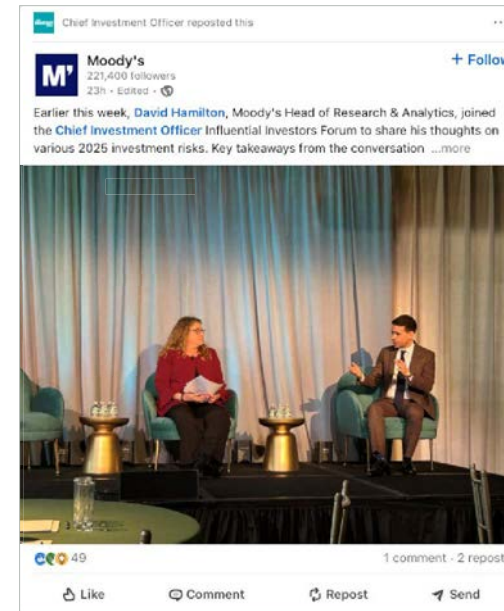 Chief Investment Officer reposted this
M'
Moody's
221,400 followers
23h • Edited •
+ Follow
Earlier this week, David Hamilton, Moody's Head of Research & Analytics, joined
the Chief Investment Officer Influential Investors Forum to share his thoughts on
various 2025 investment risks. Key takeaways from the conversation ...more
49
1 comment · 2 repost
Like
Comment
Repost
Send